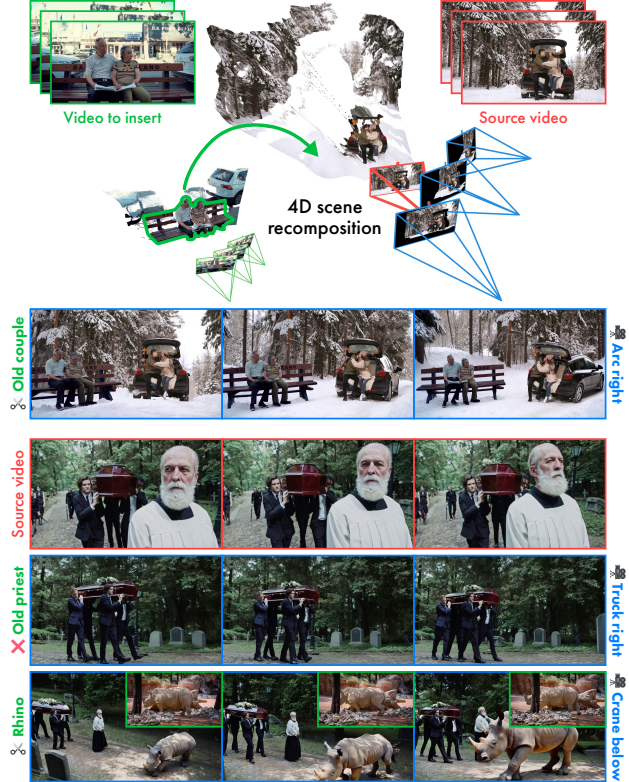 Video to insert
Source video
4D scene
recomposition
Old couple
Arc right
Source video
Old priest
Truck right
Rhino
Crane below